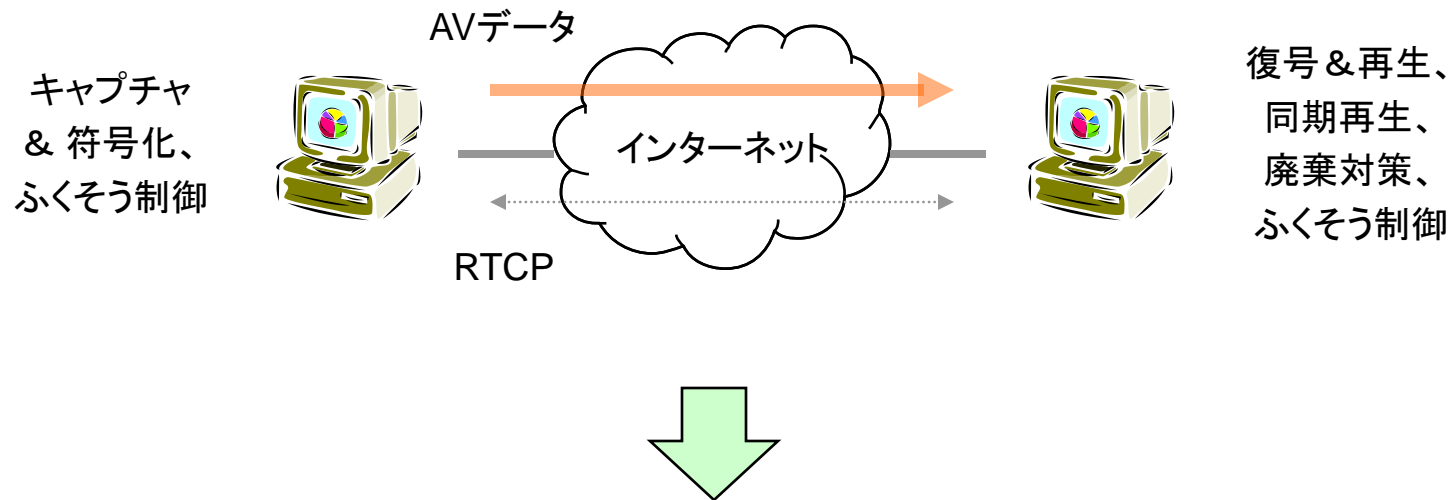 AVデータ
キャプチャ
& 符号化、
ふくそう制御
インターネット
RTCP
復号&再生、
同期再生、
廃棄対策、
ふくそう制御